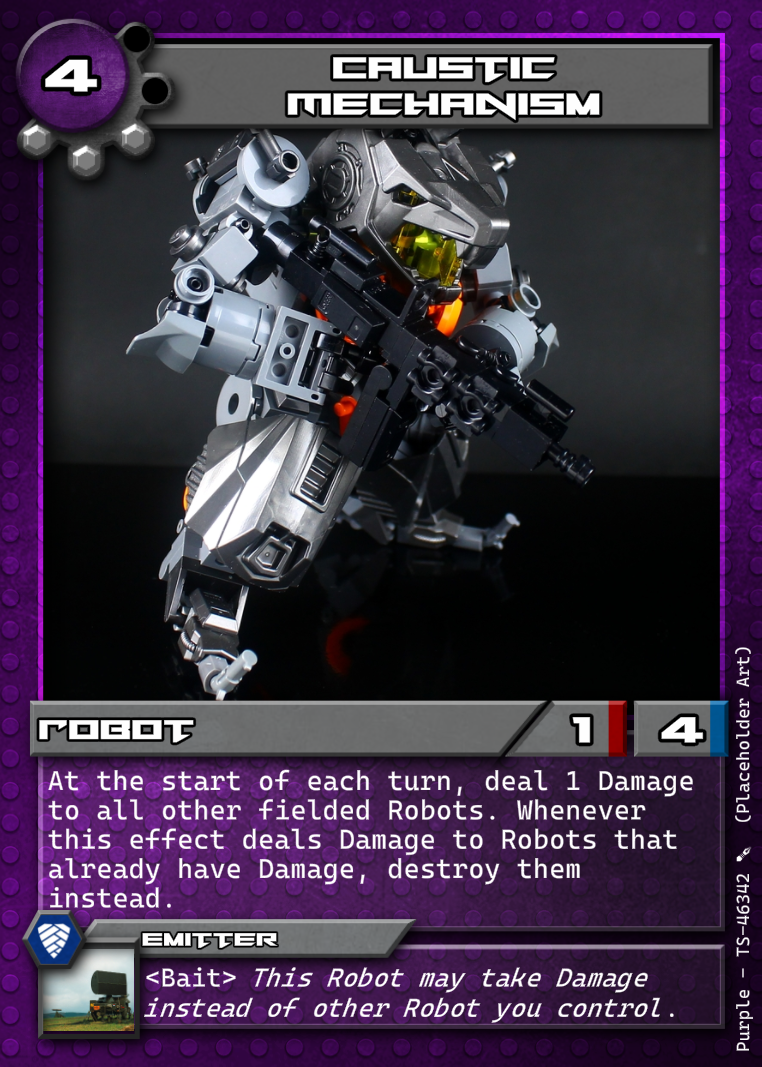 4
CAUSTIC
MECHANISM
ROBOT
1
4
At the start of each turn, deal 1 Damage
to all other fielded Robots. Whenever
this effect deals Damage to Robots that
already have Damage, destroy them
instead.
EMITTER
<Bait> This Robot may take Damage
instead of other Robot you control.
Purple - TS-46342 ✒ (Placeholder Art)